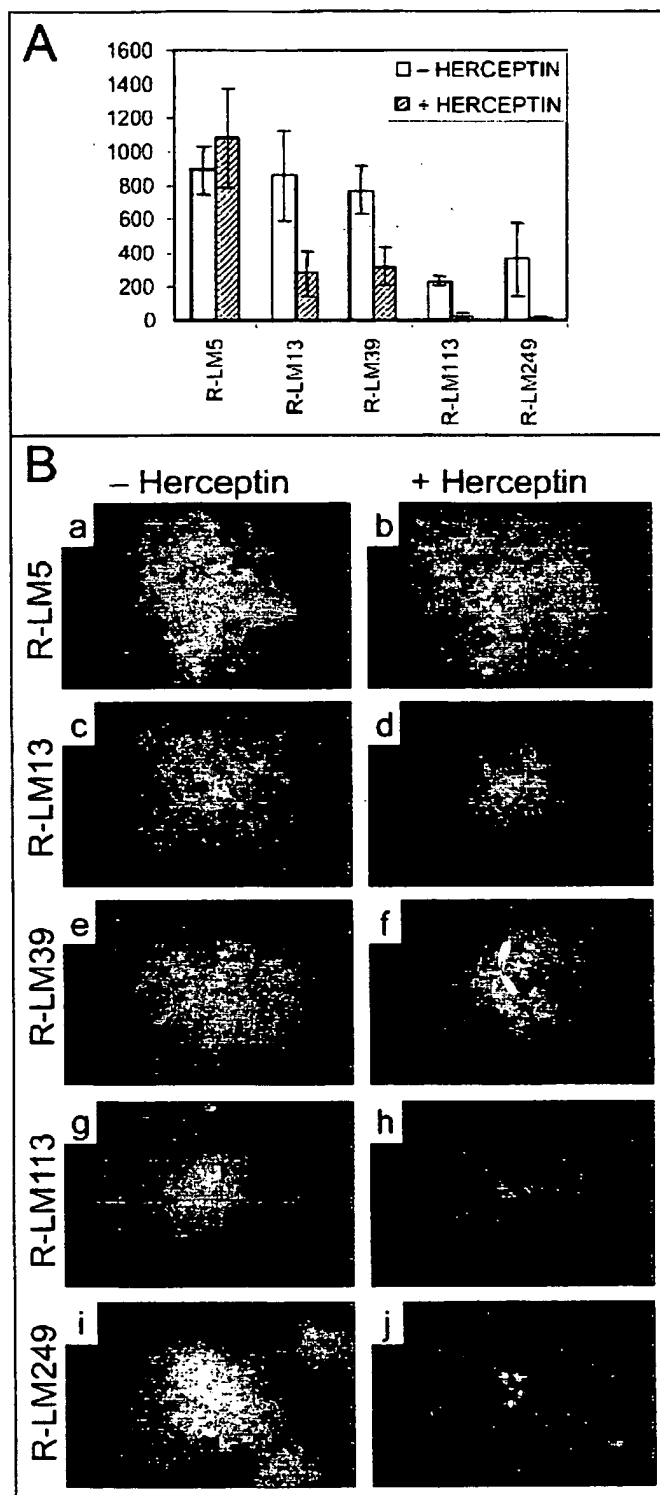 A
1600
1400
1200
1000
800
600
400
200
0
– HERCEPTIN
+ HERCEPTIN
R-LM5
R-LM13
R-LM39
R-LM113
R-LM249
B
– Herceptin
+ Herceptin
R-LM5
a
b
R-LM13
c
d
R-LM39
e
f
R-LM113
g
h
R-LM249
i
j